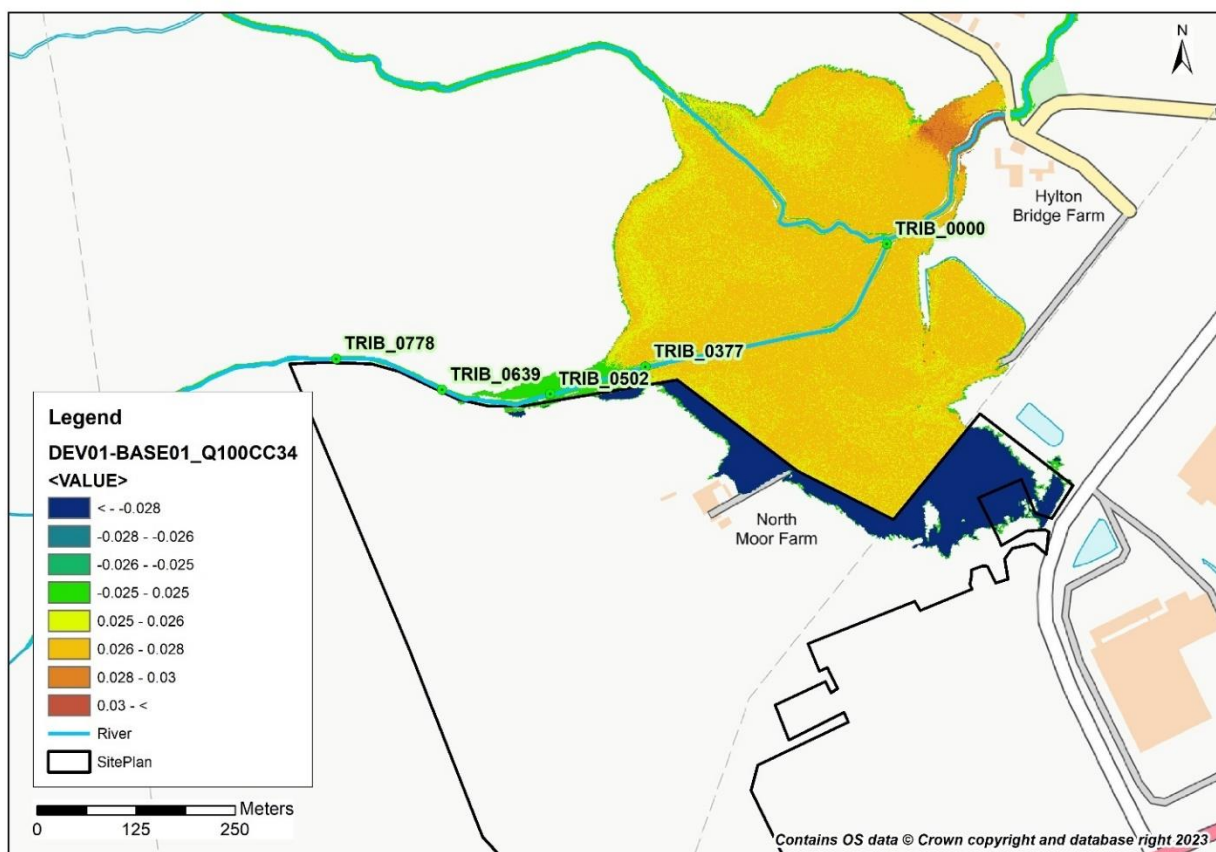 N
Hylton
Bridge Farm
TRIB_0000
TRIB_0377
TRIB_0778
TRIB_0639
TRIB_0502
North
Moor Farm
Legend
DEV01-BASE01_Q100CC34
<VALUE>
< - -0.028
-0.028 - -0.026
-0.026 - -0.025
-0.025 - 0.025
0.025 - 0.026
0.026 - 0.028
0.028 - 0.03
0.03 - <
River
SitePlan
Meters
0 125 250
Contains OS data © Crown copyright and database right 2023